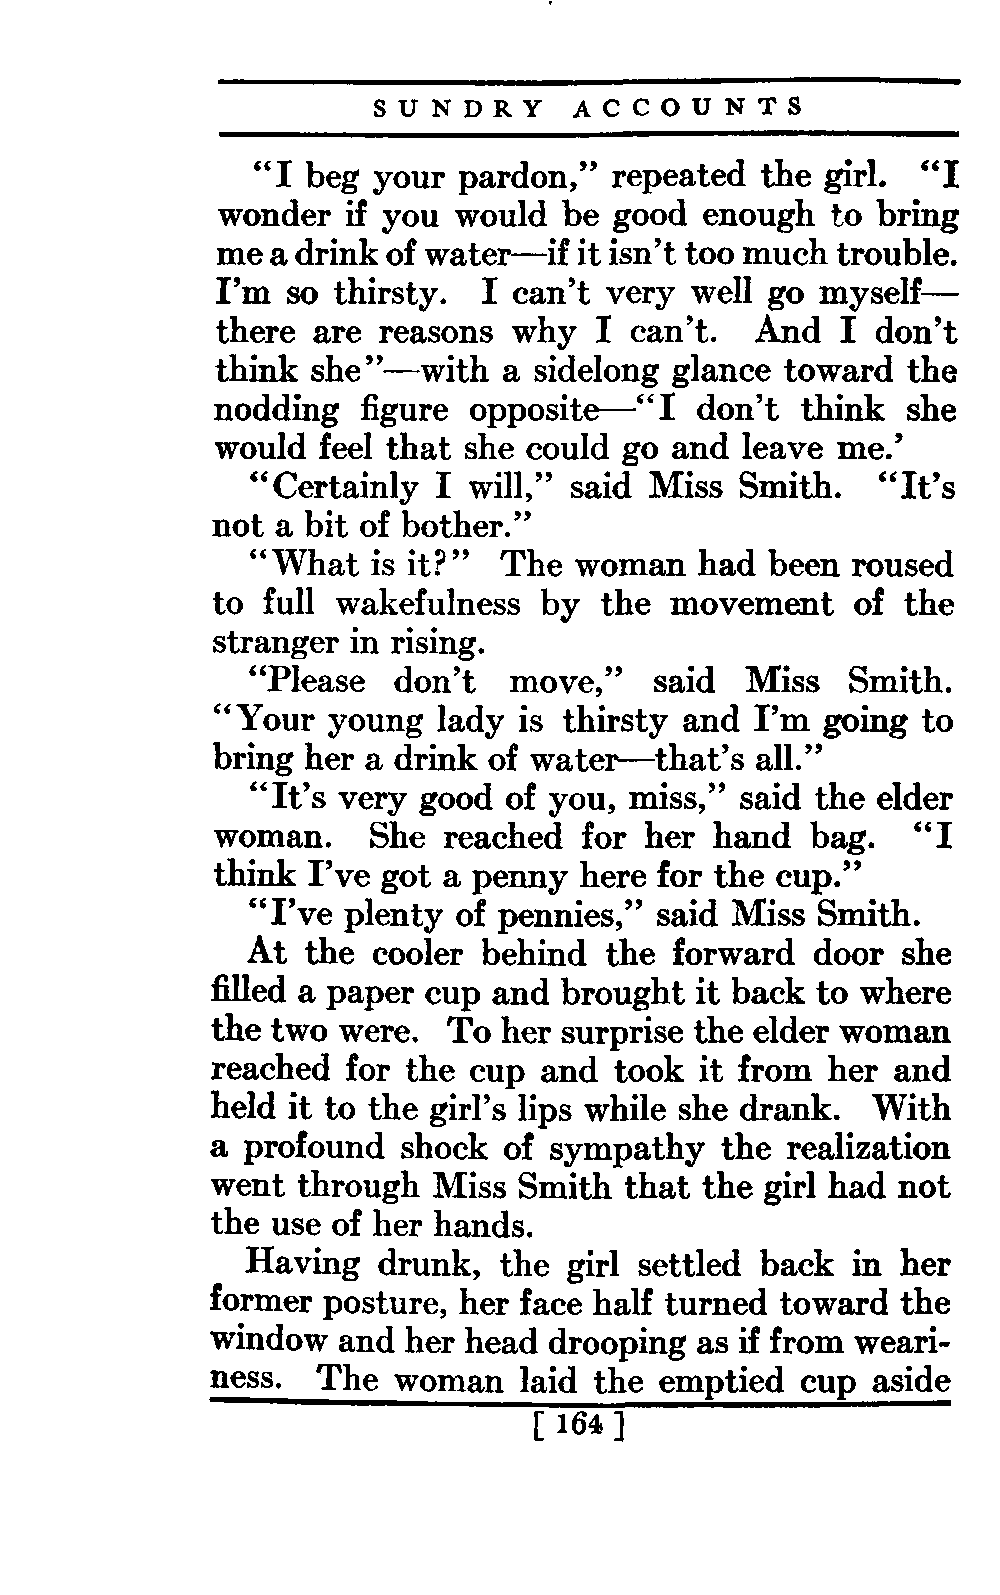 SUNDRY ACCOUNTS
“I beg your pardon,” repeated the girl. “I
wonder if you would be good enough to bring
me a drink of water—if it isn’t too much trouble.
I’m so thirsty. I can’t very well go myself—
there are reasons why I can’t. And I don’t
think she”—with a sidelong glance toward the
nodding figure opposite—“I don’t think she
would feel that she could go and leave me.’
“Certainly I will,” said Miss Smith. “It’s
not a bit of bother.”
“What is it?” The woman had been roused
to full wakefulness by the movement of the
stranger in rising.
“Please don’t move,” said Miss Smith.
“Your young lady is thirsty and I’m going to
bring her a drink of water—that’s all.”
“It’s very good of you, miss,” said the elder
woman. She reached for her hand bag. “I
think I’ve got a penny here for the cup.”
“I’ve plenty of pennies,” said Miss Smith.
At the cooler behind the forward door she
filled a paper cup and brought it back to where
the two were. To her surprise the elder woman
reached for the cup and took it from her and
held it to the girl’s lips while she drank. With
a profound shock of sympathy the realization
went through Miss Smith that the girl had not
the use of her hands.
Having drunk, the girl settled back in her
former posture, her face half turned toward the
window and her head drooping as if from weari-
ness. The woman laid the emptied cup aside
[ 164 ]